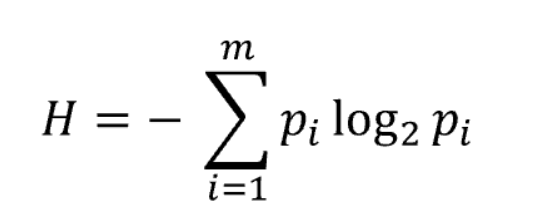 H = − ∑_{i=1}^{m} p_i log_2 p_i